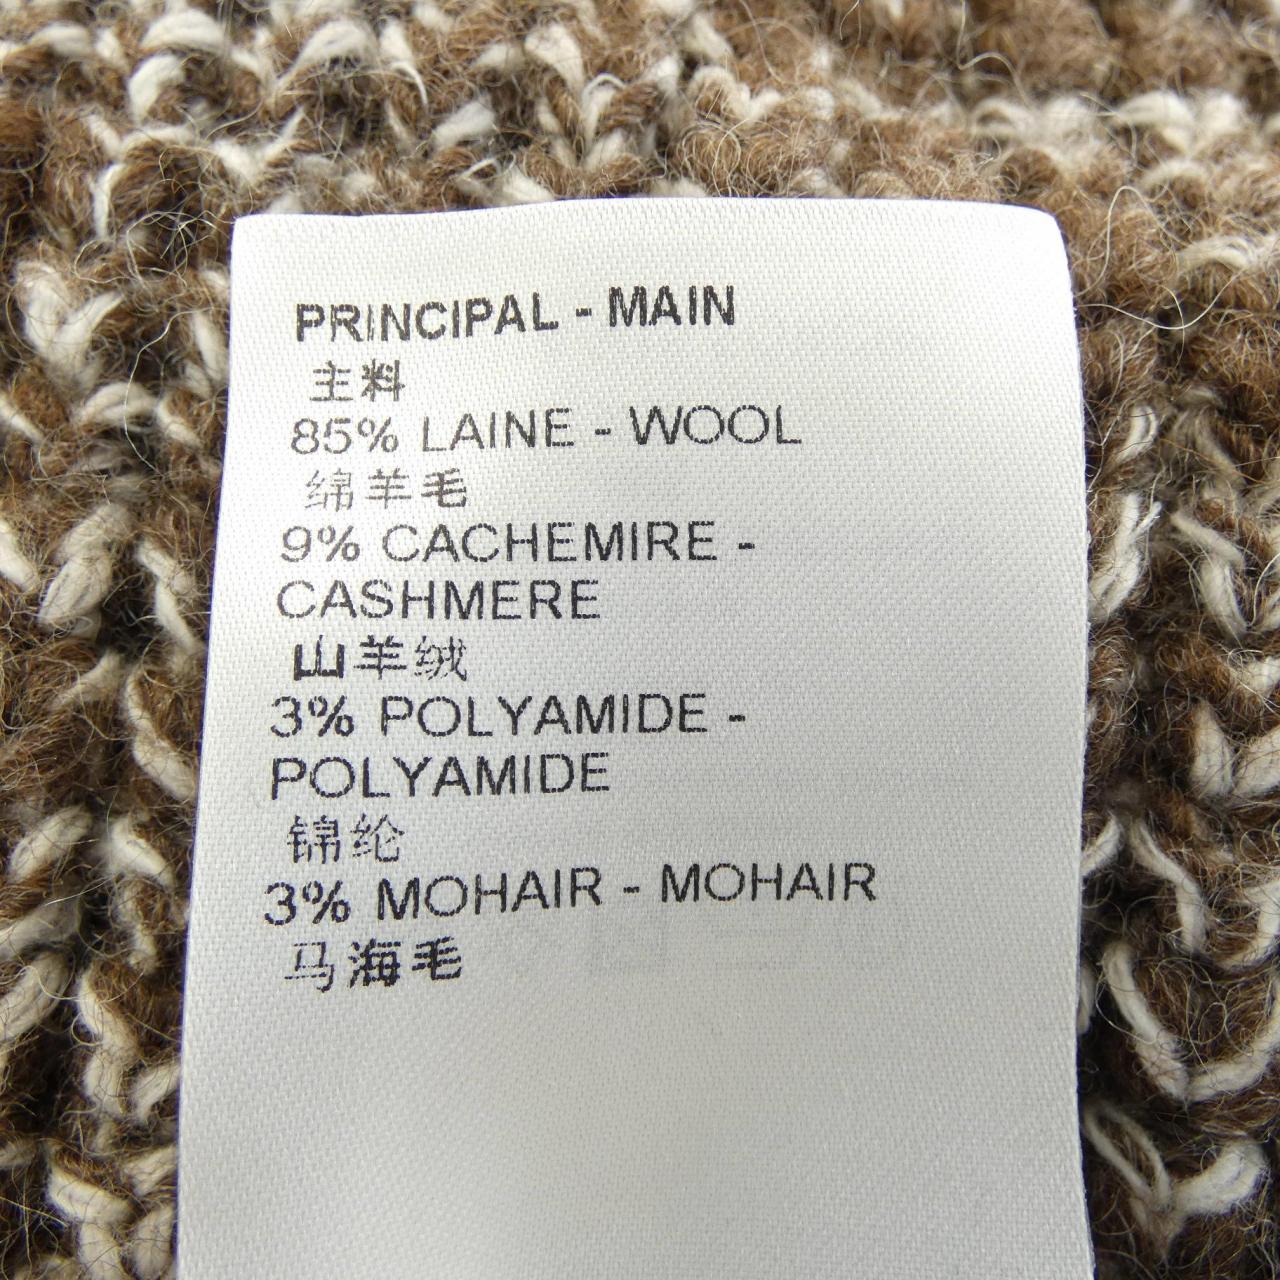 PRINCIPAL - MAIN
主料
85% LAINE - WOOL
绵羊毛
9% CACHEMIRE -
CASHMERE
山羊绒
3% POLYAMIDE -
POLYAMIDE
锦纶
3% MOHAIR - MOHAIR
马海毛